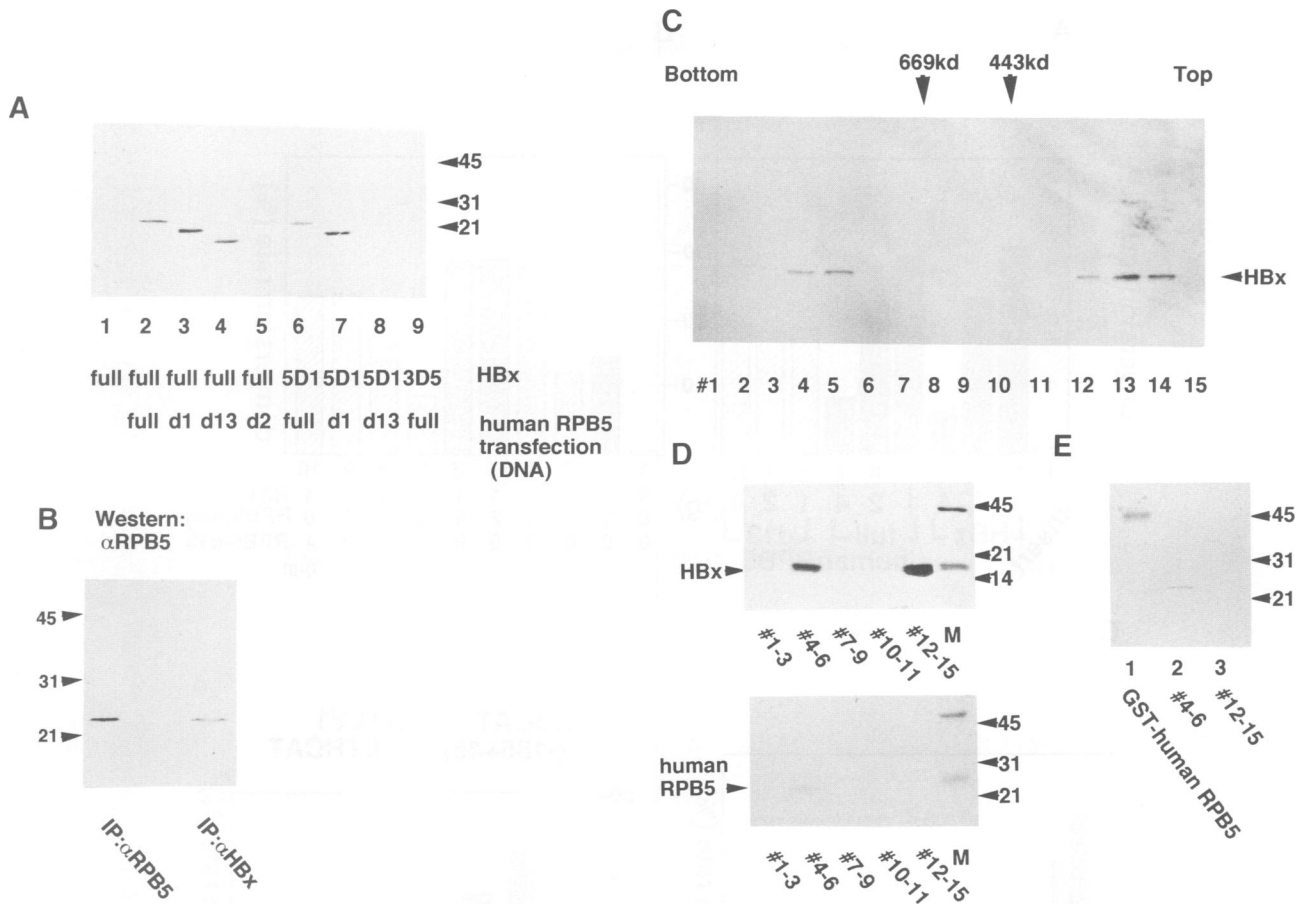 A
45
31
21
1 2 3 4 5 6 7 8 9
full full full full full 5D1 5D1 5D1 3D5 HBx
full d1 d13 d2 full d1 d13 full human RPB5
transfection
(DNA)
B
Western:
αRPB5
45
31
21
IP:αRPB5 IP:αHBx
C
669kd 443kd
Bottom Top
HBx
#1 2 3 4 5 6 7 8 9 10 11 12 13 14 15
D
45
21
HBx
14
#1-3 #4-6 #7-9 #10-11 #12-15 M
45
31
human
RPB5
21
#1-3 #4-6 #7-9 #10-11 #12-15 M
E
45
31
21
1 2 3
GST-human RPB5 #4-6 #12-15